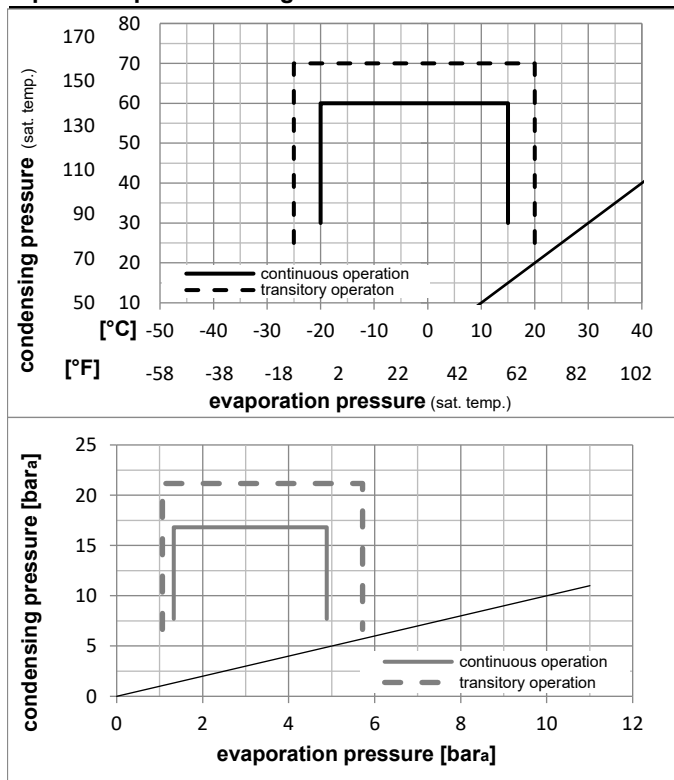 condensing pressure (sat. temp.)
170
150
130
110
90
70
50
80
70
60
50
40
30
20
10
continuous operation
transitory operaton
[°C] -50 -40 -30 -20 -10 0 10 20 30 40
[°F] -58 -38 -18 2 22 42 62 82 102
evaporation pressure (sat. temp.)
condensing pressure [bara]
25
20
15
10
5
0
continuous operation
transitory operation
0 2 4 6 8 10 12
evaporation pressure [bara]